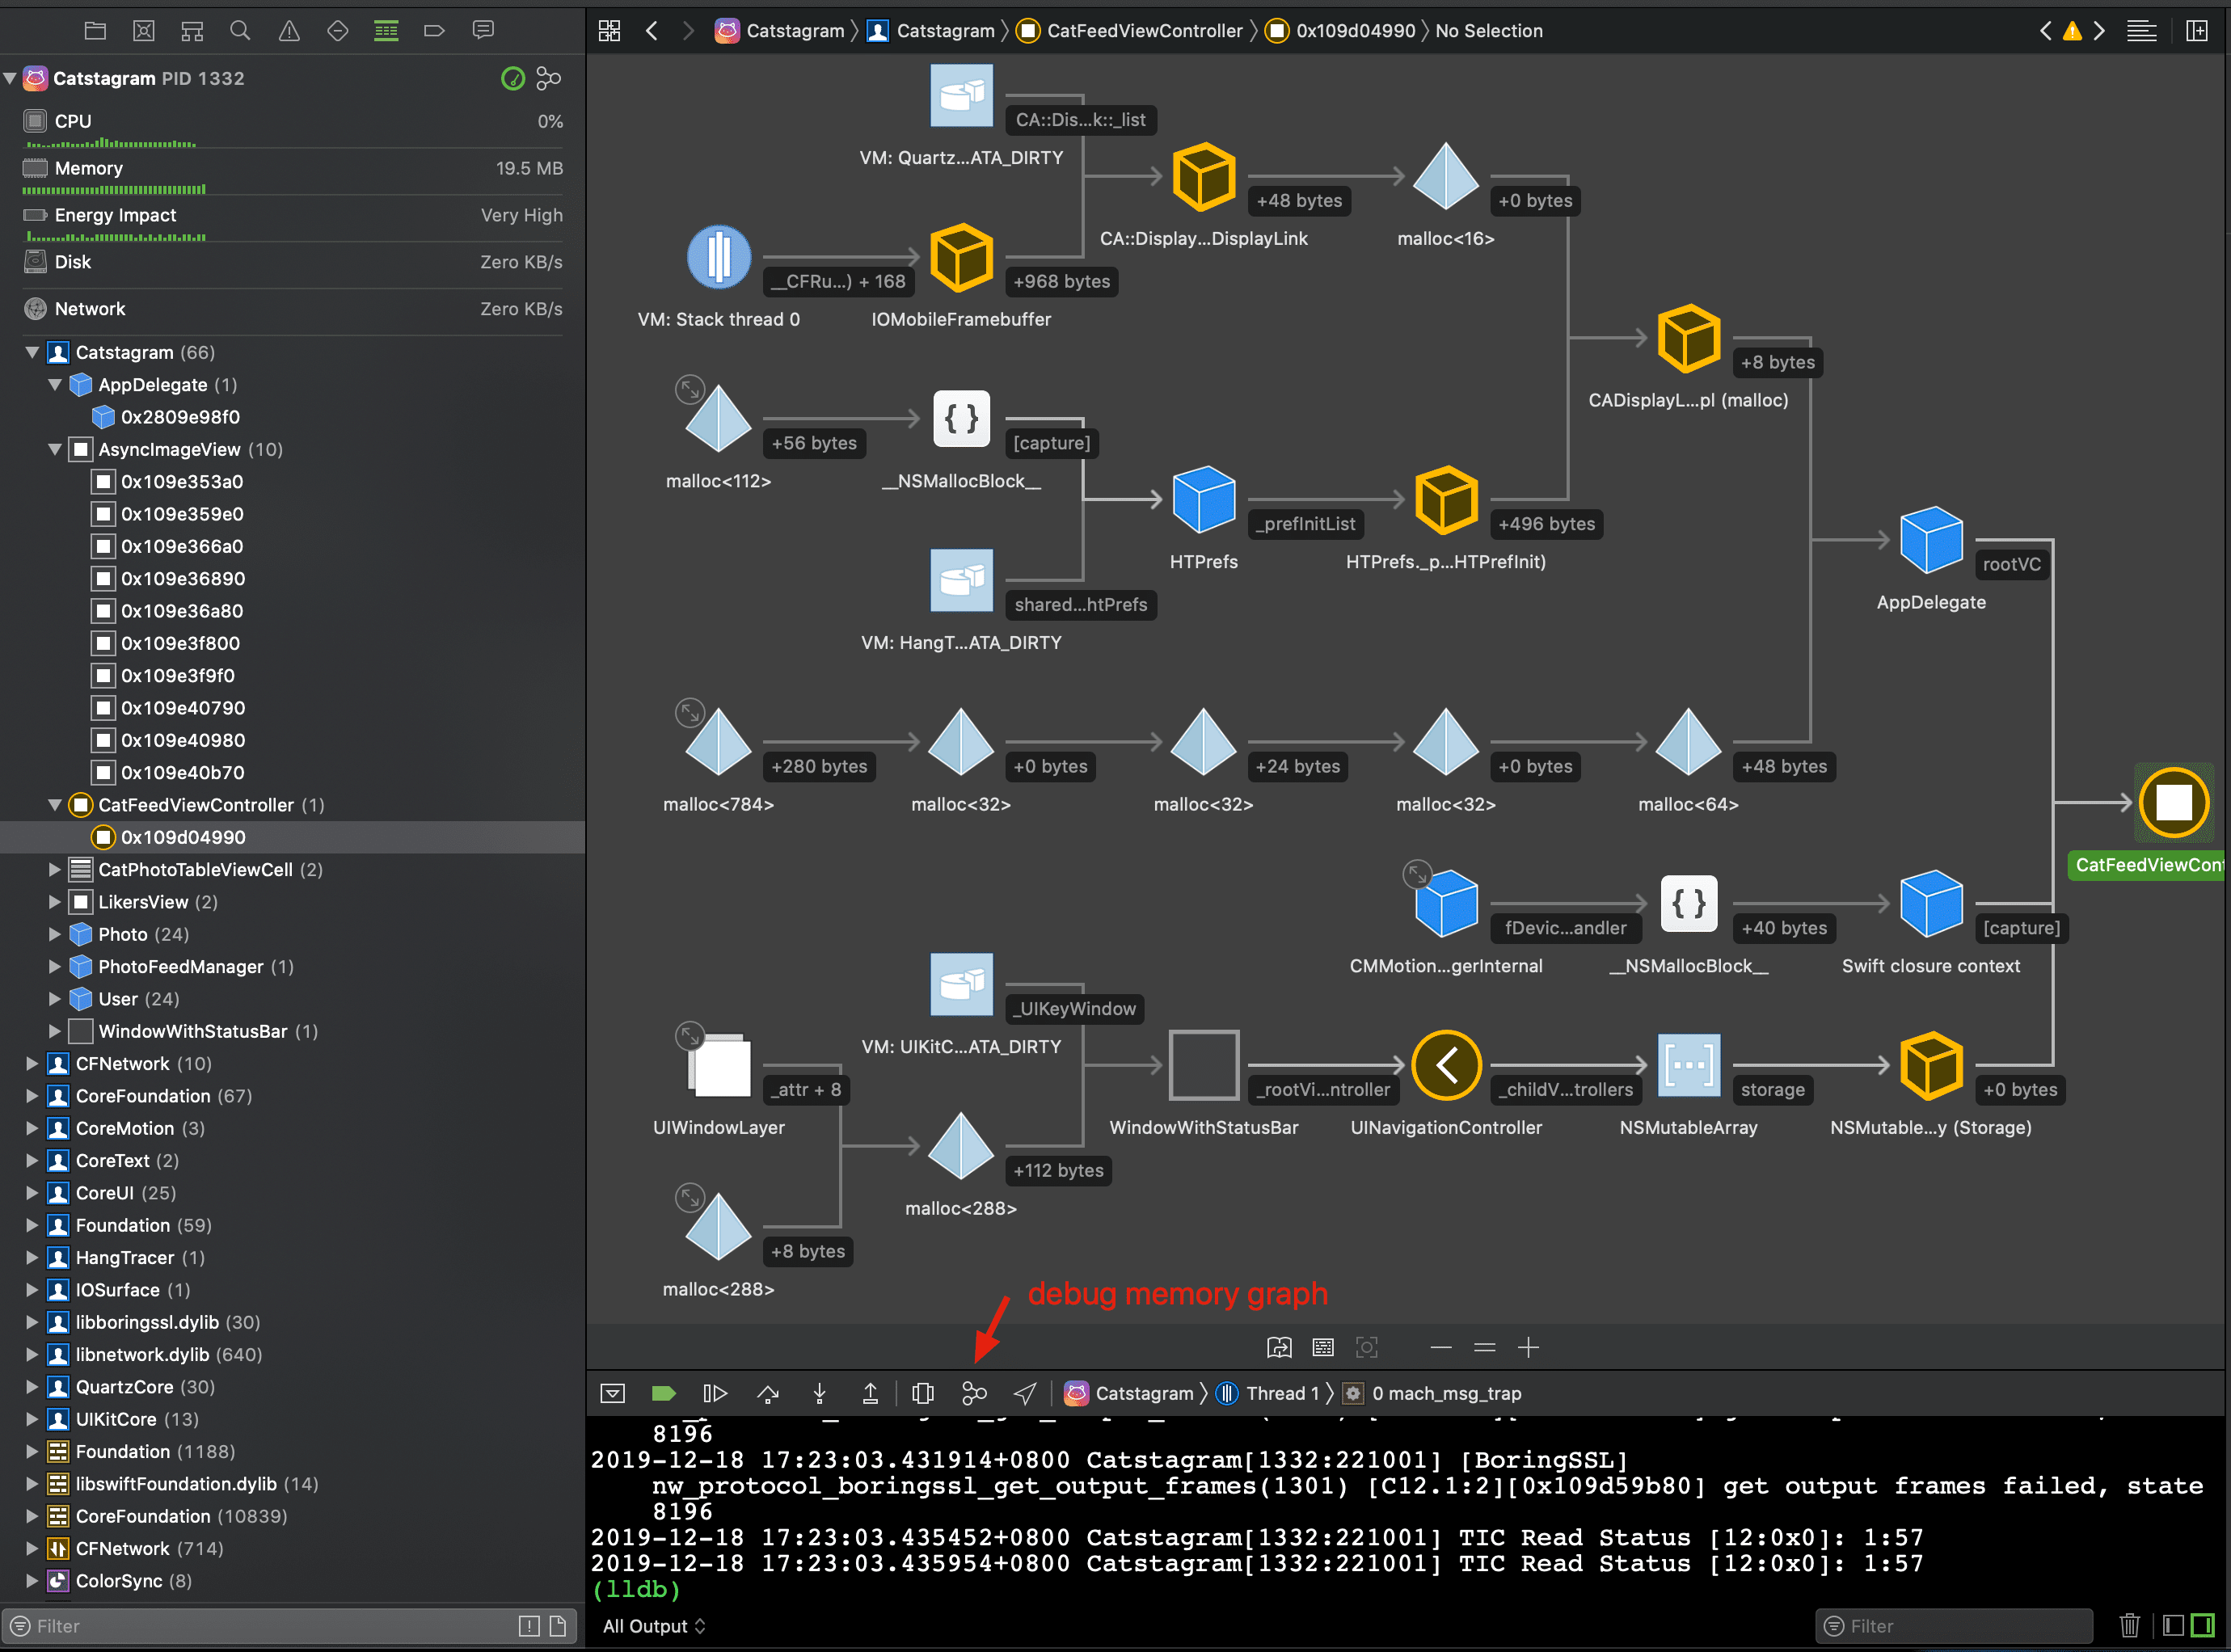 Catstagram PID 1332
CPU 0%
Memory 19.5 MB
Energy Impact Very High
Disk Zero KB/s
Network Zero KB/s
Catstagram (66)
AppDelegate (1)
0x2809e98f0
AsyncImageView (10)
0x109e353a0
0x109e359e0
0x109e366a0
0x109e36890
0x109e36a80
0x109e3f800
0x109e3f9f0
0x109e40790
0x109e40980
0x109e40b70
CatFeedViewController (1)
0x109d04990
CatPhotoTableViewCell (2)
LikersView (2)
Photo (24)
PhotoFeedManager (1)
User (24)
WindowWithStatusBar (1)
CFNetwork (10)
CoreFoundation (67)
CoreMotion (3)
CoreText (2)
CoreUI (25)
Foundation (59)
HangTracer (1)
IOSurface (1)
libboringssl.dylib (30)
libnetwork.dylib (640)
QuartzCore (30)
UIKitCore (13)
Foundation (1188)
libswiftFoundation.dylib (14)
CoreFoundation (10839)
CFNetwork (714)
ColorSync (8)
Filter
Catstagram Catstagram CatFeedViewController 0x109d04990 No Selection
CA::Dis...k::_list
VM: Quartz...ATA_DIRTY
+48 bytes
+0 bytes
CA::Display...DisplayLink
malloc<16>
__CFRu...) + 168
+968 bytes
VM: Stack thread 0
IOMobileFramebuffer
+8 bytes
CADisplayL...pl (malloc)
+56 bytes
[capture]
malloc<112>
__NSMallocBlock__
_prefInitList
+496 bytes
HTPrefs
HTPrefs._p...HTPrefInit)
rootVC
AppDelegate
shared...htPrefs
VM: HangT...ATA_DIRTY
+280 bytes
+0 bytes
+24 bytes
+0 bytes
+48 bytes
malloc<784>
malloc<32>
malloc<32>
malloc<32>
malloc<64>
CatFeedViewCont
fDevic...andler
+40 bytes
[capture]
CMMotion...gerInternal
__NSMallocBlock__
Swift closure context
_UIKeyWindow
VM: UIKitC...ATA_DIRTY
_attr + 8
_rootVi...ntroller
_childV...trollers
storage
+0 bytes
UIWindowLayer
WindowWithStatusBar
UINavigationController
NSMutableArray
NSMutable...y (Storage)
+112 bytes
malloc<288>
+8 bytes
malloc<288>
debug memory graph
Catstagram Thread 1 0 mach_msg_trap
8196
2019-12-18 17:23:03.431914+0800 Catstagram[1332:221001] [BoringSSL]
nw_protocol_boringssl_get_output_frames(1301) [C12.1:2][0x109d59b80] get output frames failed, state
8196
2019-12-18 17:23:03.435452+0800 Catstagram[1332:221001] TIC Read Status [12:0x0]: 1:57
2019-12-18 17:23:03.435954+0800 Catstagram[1332:221001] TIC Read Status [12:0x0]: 1:57
(lldb)
All Output
Filter